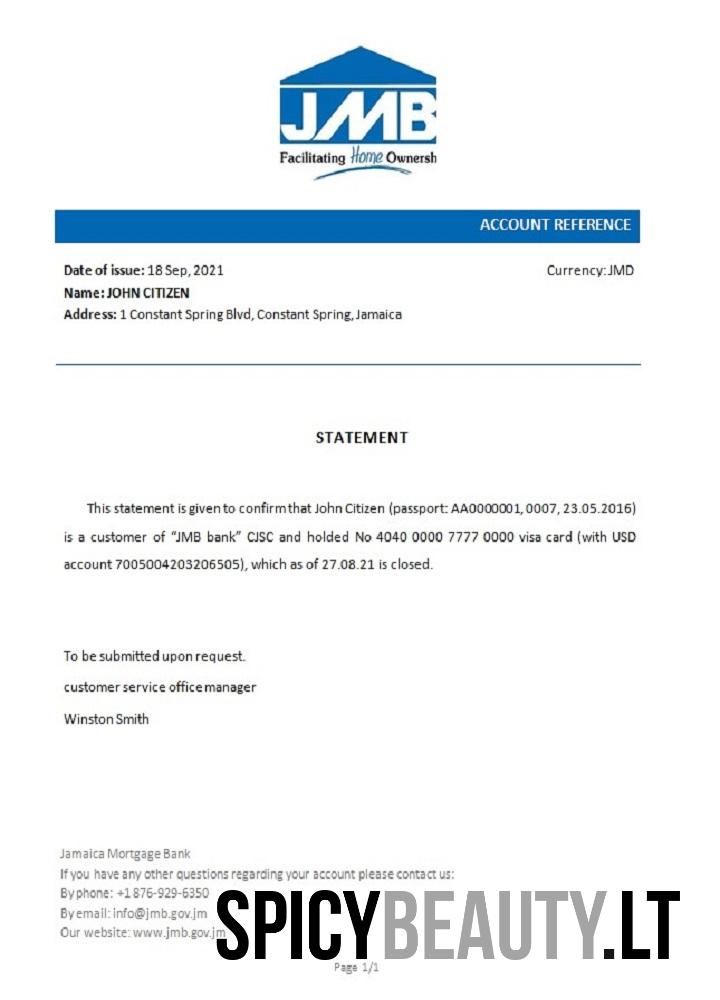 JMB
Facilitating Home Ownersh
ACCOUNT REFERENCE
Date of issue: 18 Sep, 2021 Currency: JMD
Name: JOHN CITIZEN
Address: 1 Constant Spring Blvd, Constant Spring, Jamaica
STATEMENT
This statement is given to confirm that John Citizen (passport: AA0000001, 0007, 23.05.2016)
is a customer of “JMB bank” CJSC and holded No 4040 0000 7777 0000 visa card (with USD
account 7005004203206505), which as of 27.08.21 is closed.
To be submitted upon request.
customer service office manager
Winston Smith
Jamaica Mortgage Bank
If you have any other questions regarding your account please contact us:
By phone: +1 876-929-6350
By email: info@jmb.gov.jm
Our website: www.jmb.gov.jm
SPICYBEAUTY.LT
Page 1/1